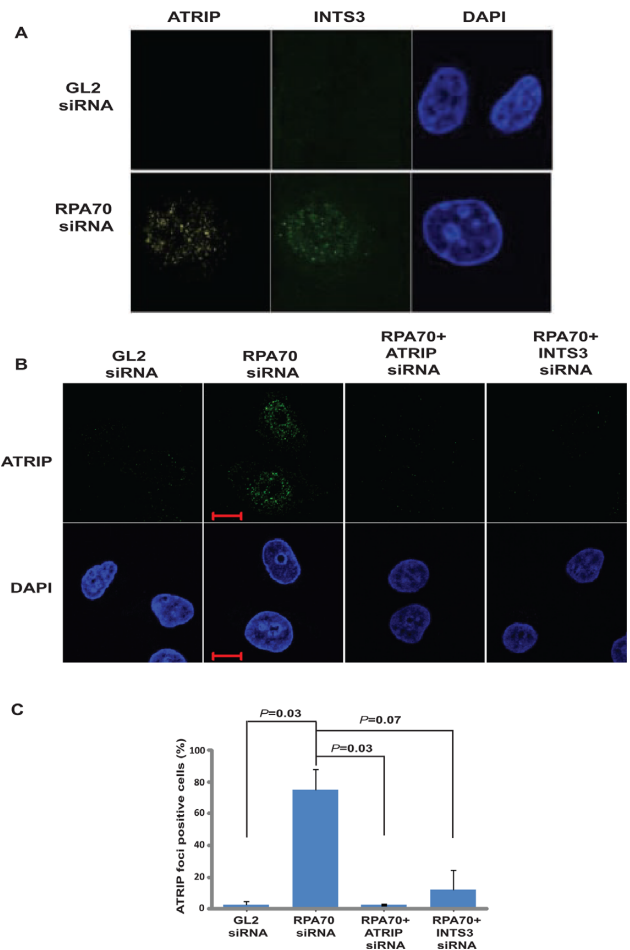 A
ATRIP INTS3 DAPI
GL2
siRNA
RPA70
siRNA
B
GL2
siRNA
RPA70
siRNA
RPA70+
ATRIP
siRNA
RPA70+
INTS3
siRNA
ATRIP
DAPI
C
P=0.03
P=0.07
P=0.03
ATRIP foci positive cells (%)
100
80
60
40
20
0
GL2
siRNA
RPA70
siRNA
RPA70+
ATRIP
siRNA
RPA70+
INTS3
siRNA